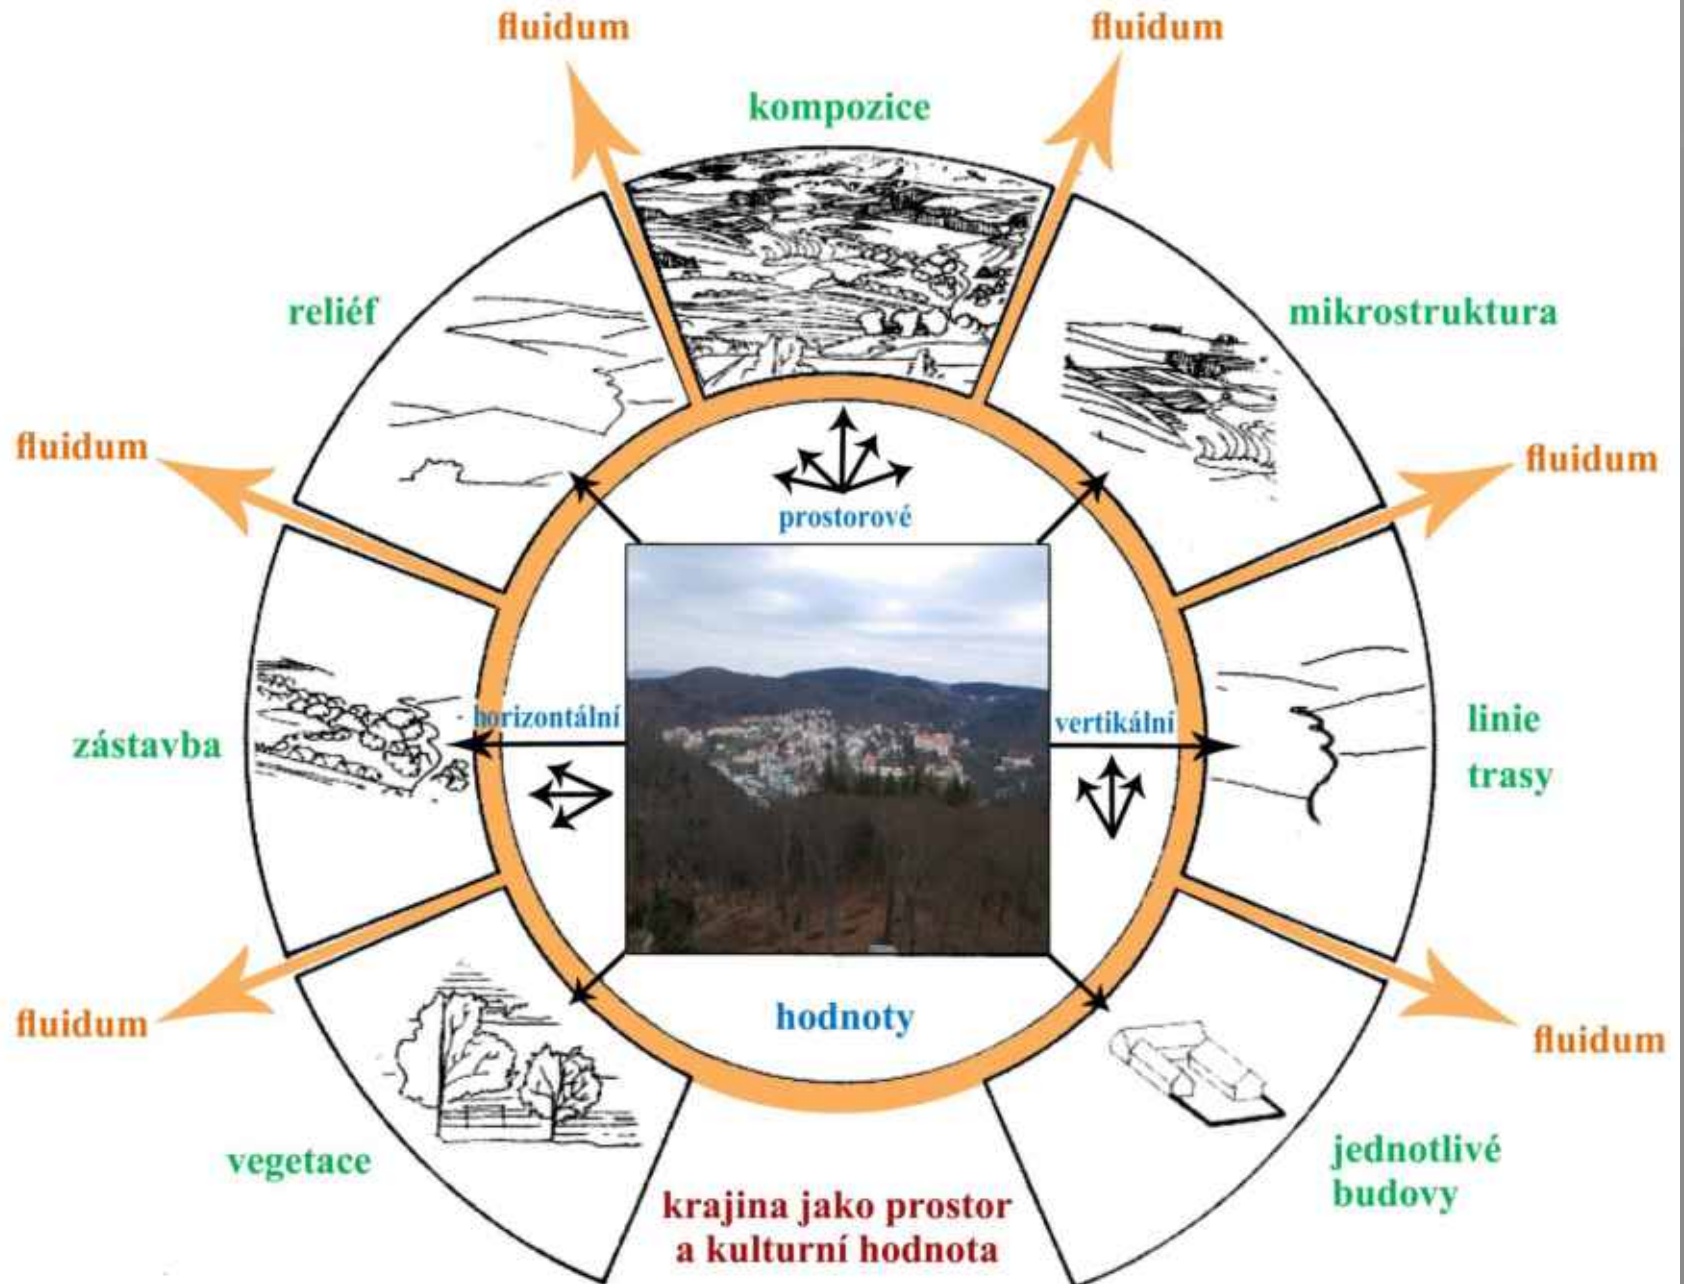 fluidum
fluidum
kompozice
reliéf
mikrostruktura
fluidum
fluidum
prostorové
zástavba
horizontální
vertikální
linie
trasy
fluidum
hodnoty
fluidum
vegetace
jednotlivé
budovy
krajina jako prostor
a kulturní hodnota